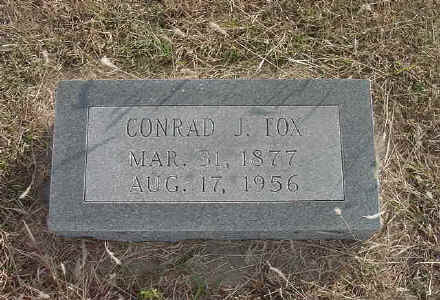 CONRAD J. FOX
MAR. 31, 1877
AUG. 17, 1956